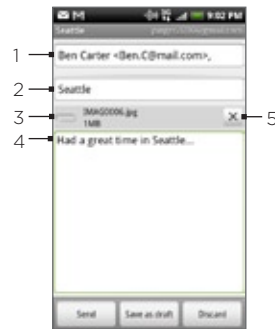 9:02 PM
Seattle
1 Ben Carter <Ben.C@mail.com>,
2 Seattle
3 IMAG0006.jpg 5
1MB
4 Had a great time in Seattle...
Send Save as draft Discard